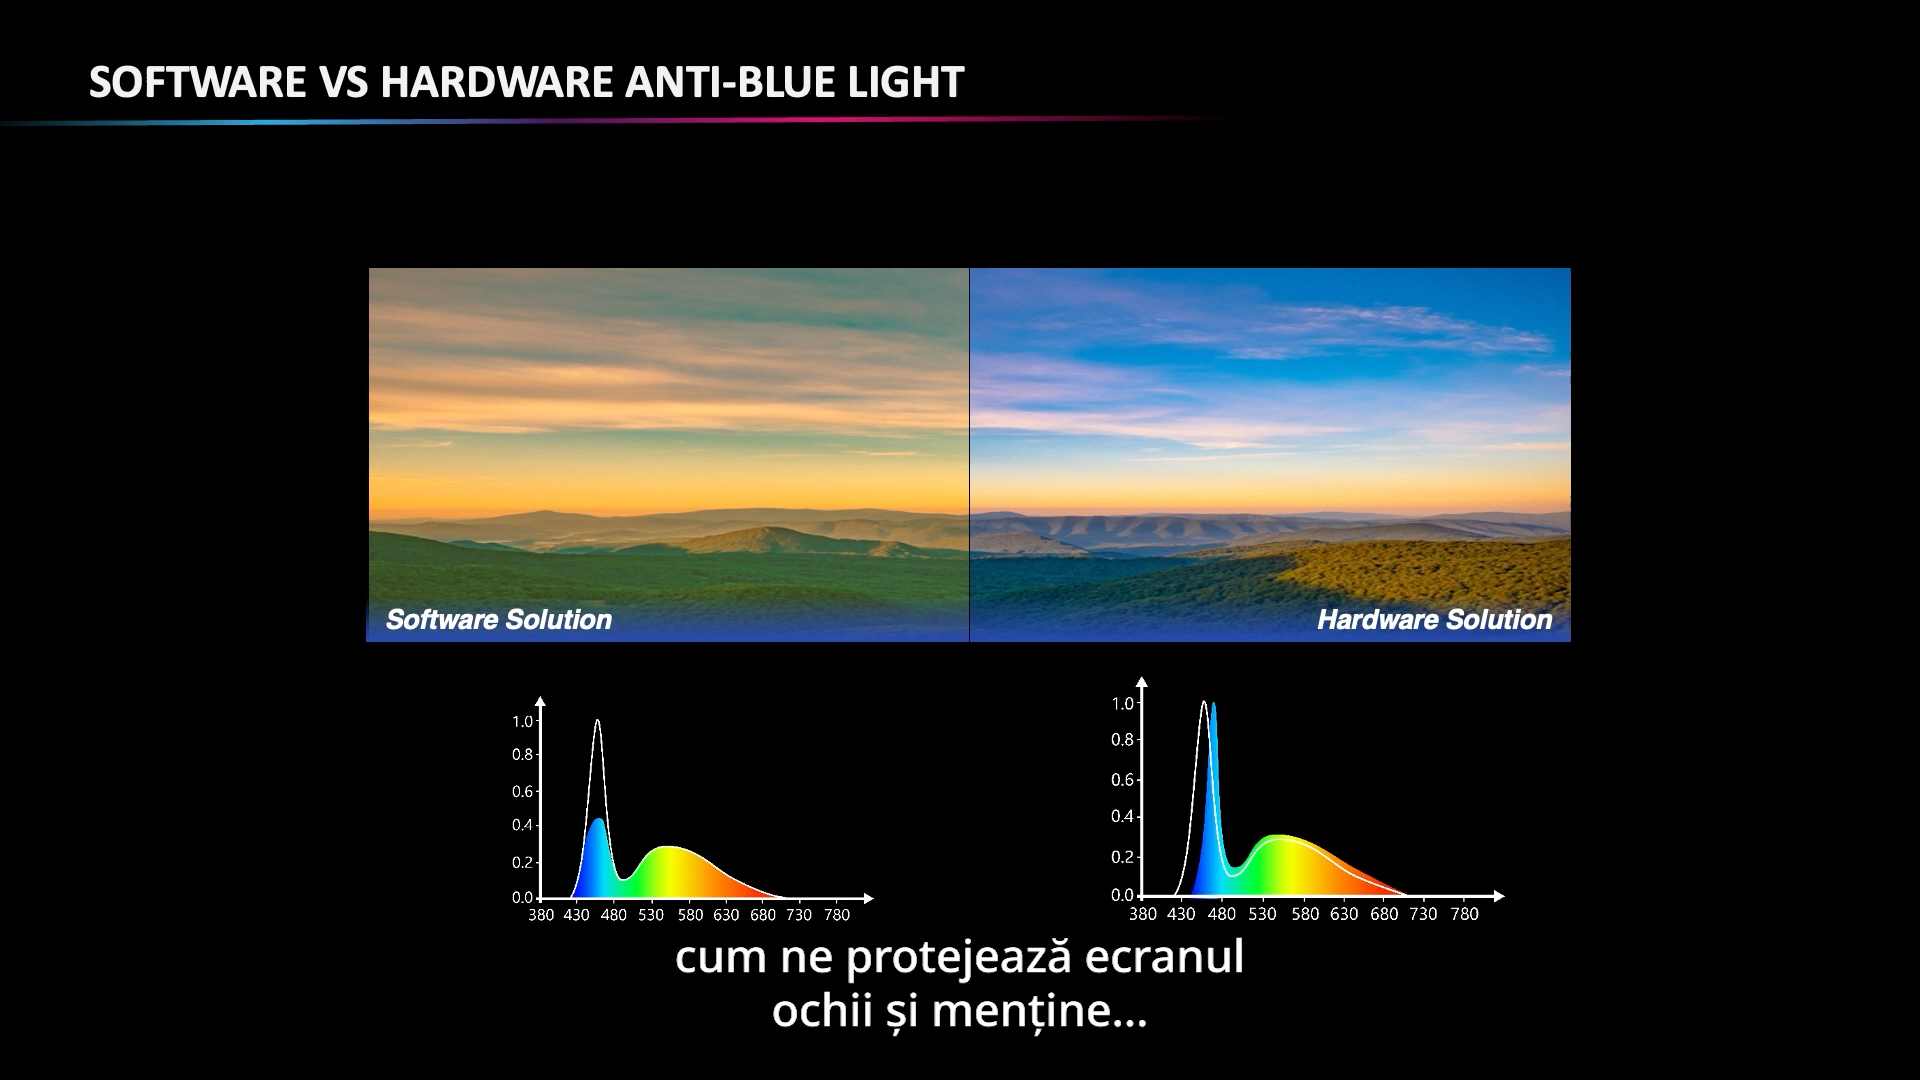 SOFTWARE VS HARDWARE ANTI-BLUE LIGHT
Software Solution
Hardware Solution
1.0
0.8
0.6
0.4
0.2
0.0
380 430 480 530 580 630 680 730 780
1.0
0.8
0.6
0.4
0.2
0.0
380 430 480 530 580 630 680 730 780
cum ne protejează ecranul
ochii și menține...